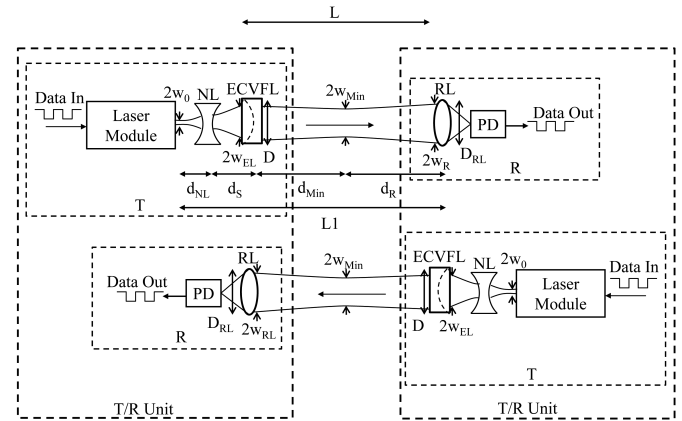 L
Data In
Laser
Module
2w0
NL
ECVFL
2wEL
D
2wMin
RL
2wR
DRL
PD
Data Out
R
dNL
dS
dMin
dR
T
L1
Data Out
PD
RL
DRL
2wRL
R
2wMin
ECVFL
NL
2w0
D
2wEL
Laser
Module
Data In
T
T/R Unit
T/R Unit